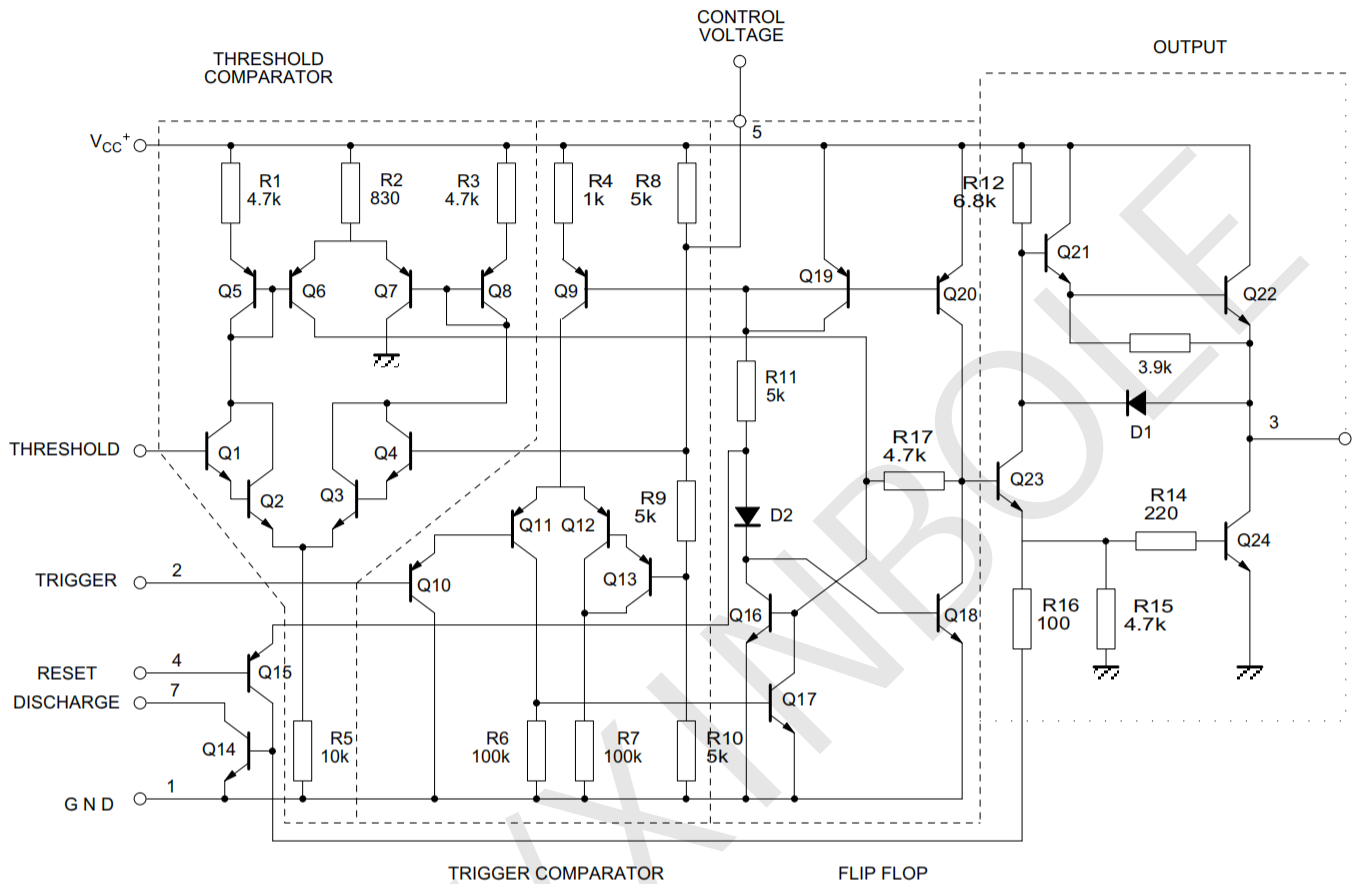 CONTROL
VOLTAGE
OUTPUT
THRESHOLD
COMPARATOR
5
VCC+
R1
4.7k
R2
830
R3
4.7k
R4
1k
R8
5k
R12
6.8k
Q5
Q6
Q7
Q8
Q9
Q19
Q20
Q21
Q22
3.9k
R11
5k
D1
3
THRESHOLD
Q1
Q4
R17
4.7k
Q2
Q3
R9
5k
Q23
R14
220
Q11
Q12
D2
Q24
TRIGGER
2
Q10
Q13
Q16
Q18
R16
100
R15
4.7k
RESET
4
Q15
DISCHARGE
7
Q17
Q14
R5
10k
R6
100k
R7
100k
R10
5k
GND
1
TRIGGER COMPARATOR
FLIP FLOP
XINBOLE